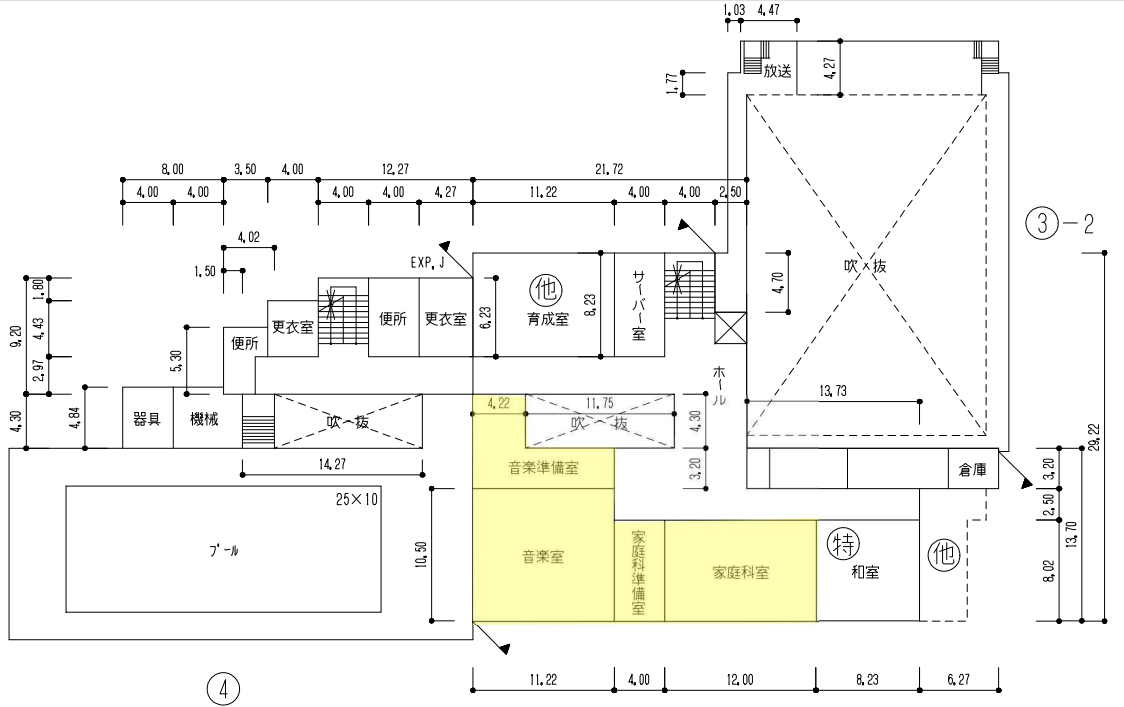 1.03 4.47
放送
4.27
1.77
8.00 3.50 4.00 12.27 21.72
4.00 4.00 4.00 4.00 4.27 11.22 4.00 4.00 2.50
4.02
1.50
EXP.J
③-2
吹・抜
他
育成室
サーバー室
8.23
6.23
4.70
便所
更衣室
更衣室
便所
1.80
4.43
2.97
9.20
5.30
4.30
4.84
器具
機械
吹・抜
14.27
ホール
4.22
11.75
吹・抜
4.30
3.20
13.73
29.22
音楽準備室
倉庫
3.20
2.50
13.70
8.02
25×10
プール
10.50
音楽室
家庭科準備室
家庭科室
特
和室
他
④
11.22 4.00 12.00 8.23 6.27